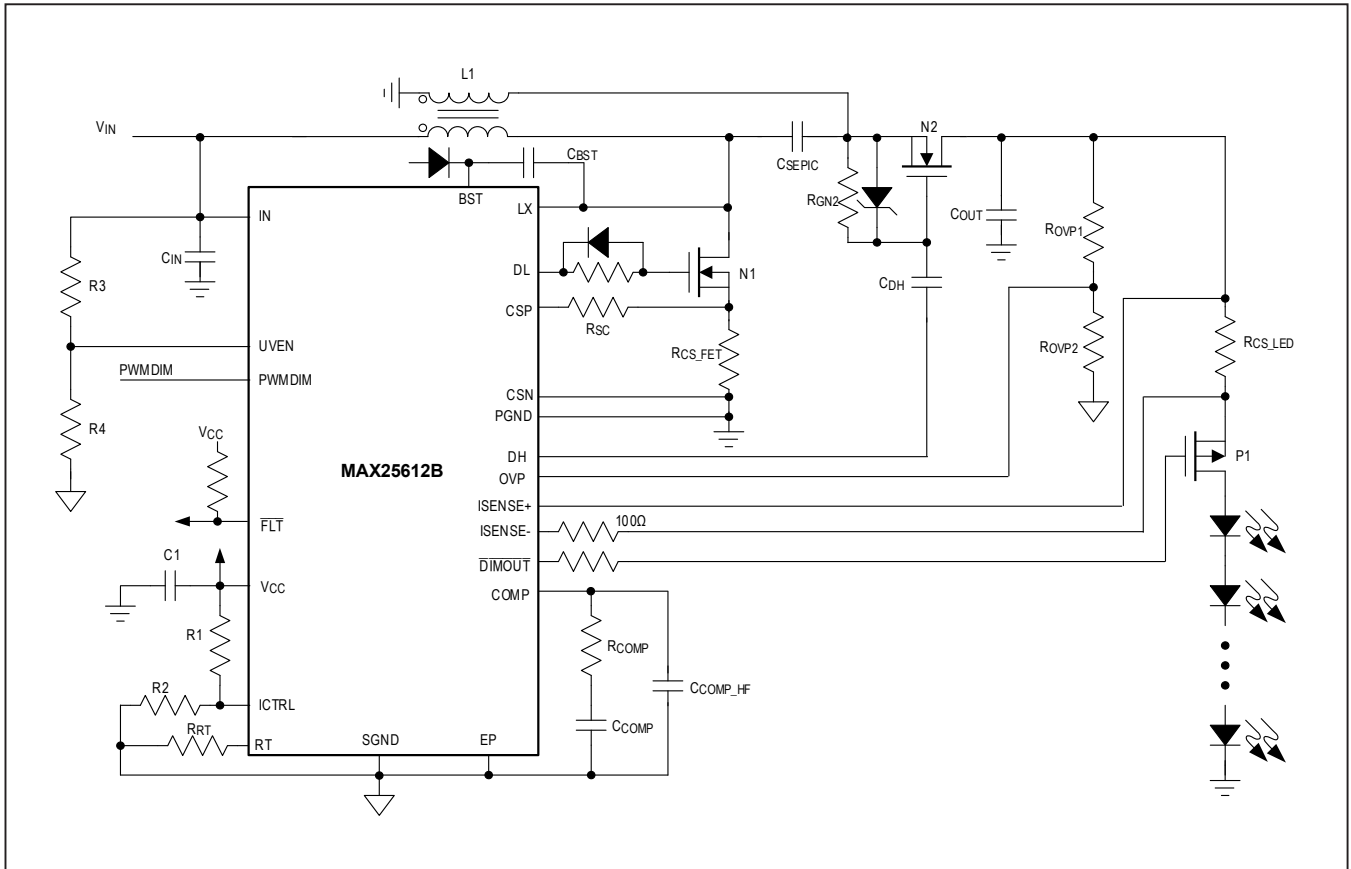 L1
VIN
N2
CBST
CSEPIC
BST
IN
LX
RGN2
COUT
ROVP1
CIN
R3
DL
N1
CDH
CSP
RSC
RCS_FET
ROVP2
RCS_LED
UVEN
PWMDIM
PWMDIM
CSN
PGND
R4
VCC
MAX25612B
DH
OVP
P1
ISENSE+
FLT
ISENSE-
100Ω
DIMOUT
C1
VCC
COMP
R1
RCOMP
R2
ICTRL
CCOMP_HF
CCOMP
RRT
RT
SGND
EP